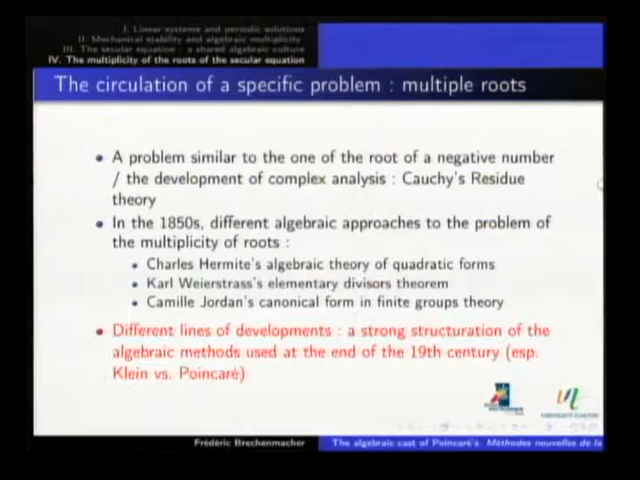 I. Linear systems and periodic solutions
II. Mechanical stability and algebraic multiplicity
III. The secular equation : a shared algebraic culture
IV. The multiplicity of the roots of the secular equation
The circulation of a specific problem : multiple roots
A problem similar to the one of the root of a negative number
/ the development of complex analysis : Cauchy's Residue
theory
In the 1850s, different algebraic approaches to the problem of
the multiplicity of roots :
Charles Hermite's algebraic theory of quadratic forms
Karl Weierstrass's elementary divisors theorem
Camille Jordan's canonical form in finite groups theory
Different lines of developments : a strong structuration of the
algebraic methods used at the end of the 19th century (esp.
Klein vs. Poincaré)
Frédéric Brechenmacher
The algebraic cast of Poincaré's Méthodes nouvelles de la